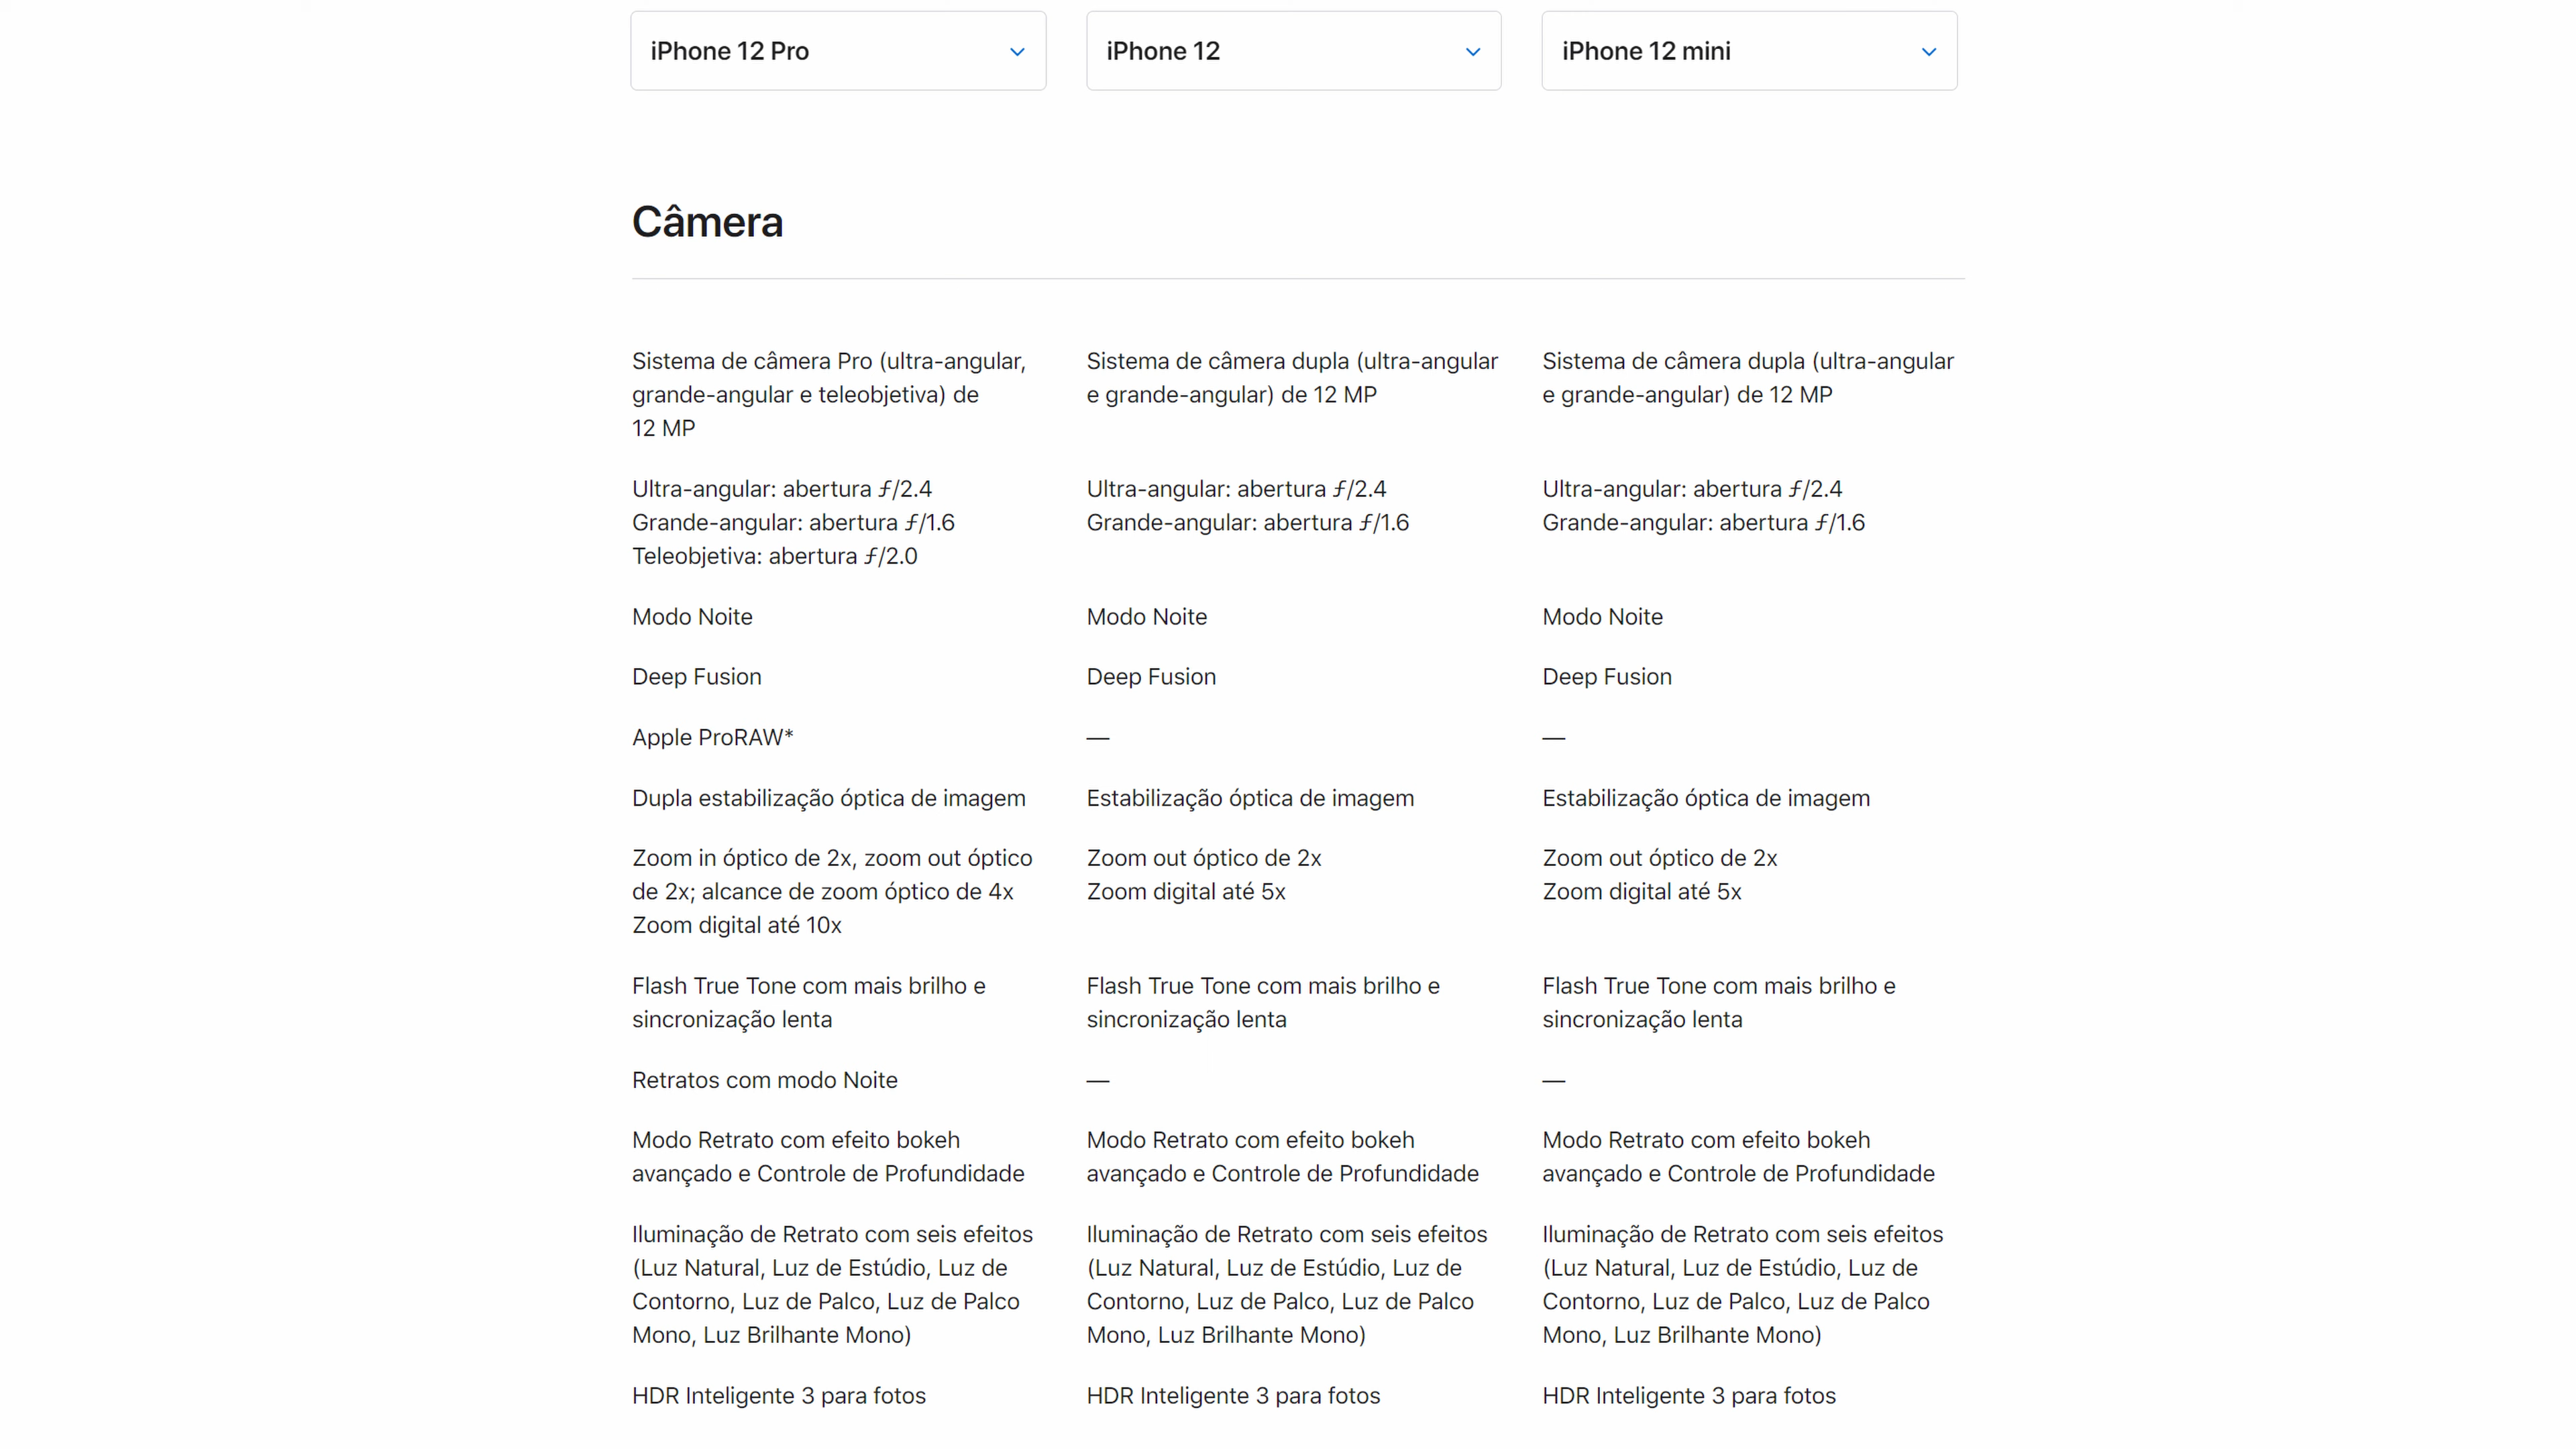 iPhone 12 Pro
iPhone 12
iPhone 12 mini
Câmera
Sistema de câmera Pro (ultra-angular,
grande-angular e teleobjetiva) de
12 MP
Sistema de câmera dupla (ultra-angular
e grande-angular) de 12 MP
Sistema de câmera dupla (ultra-angular
e grande-angular) de 12 MP
Ultra-angular: abertura ƒ/2.4
Grande-angular: abertura ƒ/1.6
Teleobjetiva: abertura ƒ/2.0
Ultra-angular: abertura ƒ/2.4
Grande-angular: abertura ƒ/1.6
Ultra-angular: abertura ƒ/2.4
Grande-angular: abertura ƒ/1.6
Modo Noite
Modo Noite
Modo Noite
Deep Fusion
Deep Fusion
Deep Fusion
Apple ProRAW*
—
—
Dupla estabilização óptica de imagem
Estabilização óptica de imagem
Estabilização óptica de imagem
Zoom in óptico de 2x, zoom out óptico
de 2x; alcance de zoom óptico de 4x
Zoom digital até 10x
Zoom out óptico de 2x
Zoom digital até 5x
Zoom out óptico de 2x
Zoom digital até 5x
Flash True Tone com mais brilho e
sincronização lenta
Flash True Tone com mais brilho e
sincronização lenta
Flash True Tone com mais brilho e
sincronização lenta
Retratos com modo Noite
—
—
Modo Retrato com efeito bokeh
avançado e Controle de Profundidade
Modo Retrato com efeito bokeh
avançado e Controle de Profundidade
Modo Retrato com efeito bokeh
avançado e Controle de Profundidade
Iluminação de Retrato com seis efeitos
(Luz Natural, Luz de Estúdio, Luz de
Contorno, Luz de Palco, Luz de Palco
Mono, Luz Brilhante Mono)
Iluminação de Retrato com seis efeitos
(Luz Natural, Luz de Estúdio, Luz de
Contorno, Luz de Palco, Luz de Palco
Mono, Luz Brilhante Mono)
Iluminação de Retrato com seis efeitos
(Luz Natural, Luz de Estúdio, Luz de
Contorno, Luz de Palco, Luz de Palco
Mono, Luz Brilhante Mono)
HDR Inteligente 3 para fotos
HDR Inteligente 3 para fotos
HDR Inteligente 3 para fotos